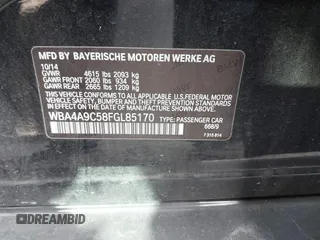 MFD BY BAYERISCHE MOTOREN WERKE AG
10/14
GVWR 4615 lbs 2093 kg
GAWR FRONT 2060 lbs 934 kg
GAWR REAR 2665 lbs 1209 kg
THIS VEHICLE CONFORMS TO ALL APPLICABLE U.S. FEDERAL MOTOR
VEHICLE SAFETY, BUMPER, AND THEFT PREVENTION STANDARDS IN
EFFECT ON THE DATE OF MANUFACTURE SHOWN ABOVE.
WBA4A9C58FGL85170 TYPE: PASSENGER CAR
668/9
DREAMBID